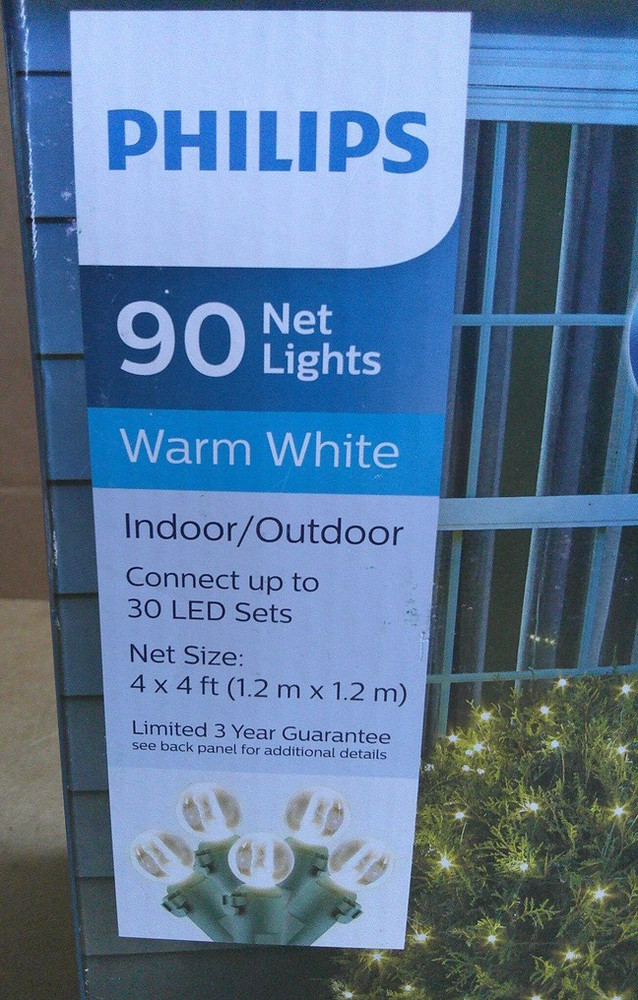 PHILIPS
90 Net
Lights
Warm White
Indoor/Outdoor
Connect up to
30 LED Sets
Net Size:
4 x 4 ft (1.2 m x 1.2 m)
Limited 3 Year Guarantee
see back panel for additional details